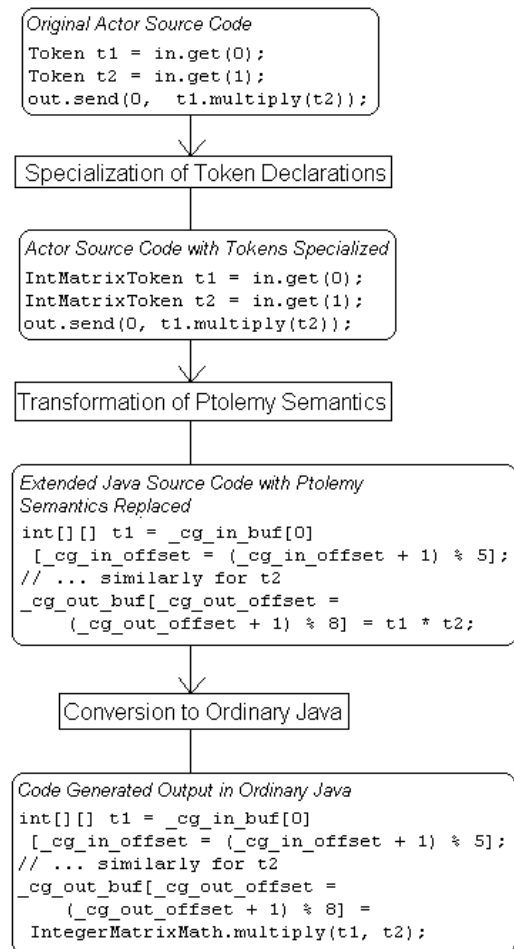 Original Actor Source Code
Token t1 = in.get(0);
Token t2 = in.get(1);
out.send(0,  t1.multiply(t2));
Specialization of Token Declarations
Actor Source Code with Tokens Specialized
IntMatrixToken t1 = in.get(0);
IntMatrixToken t2 = in.get(1);
out.send(0, t1.multiply(t2));
Transformation of Ptolemy Semantics
Extended Java Source Code with Ptolemy
Semantics Replaced
int[][] t1 = _cg_in_buf[0]
 [_cg_in_offset = (_cg_in_offset + 1) % 5];
// ... similarly for t2
_cg_out_buf[_cg_out_offset =
    (_cg_out_offset + 1) % 8] = t1 * t2;
Conversion to Ordinary Java
Code Generated Output in Ordinary Java
int[][] t1 = _cg_in_buf[0]
 [_cg_in_offset = (_cg_in_offset + 1) % 5];
// ... similarly for t2
_cg_out_buf[_cg_out_offset =
    (_cg_out_offset + 1) % 8] =
 IntegerMatrixMath.multiply(t1, t2);